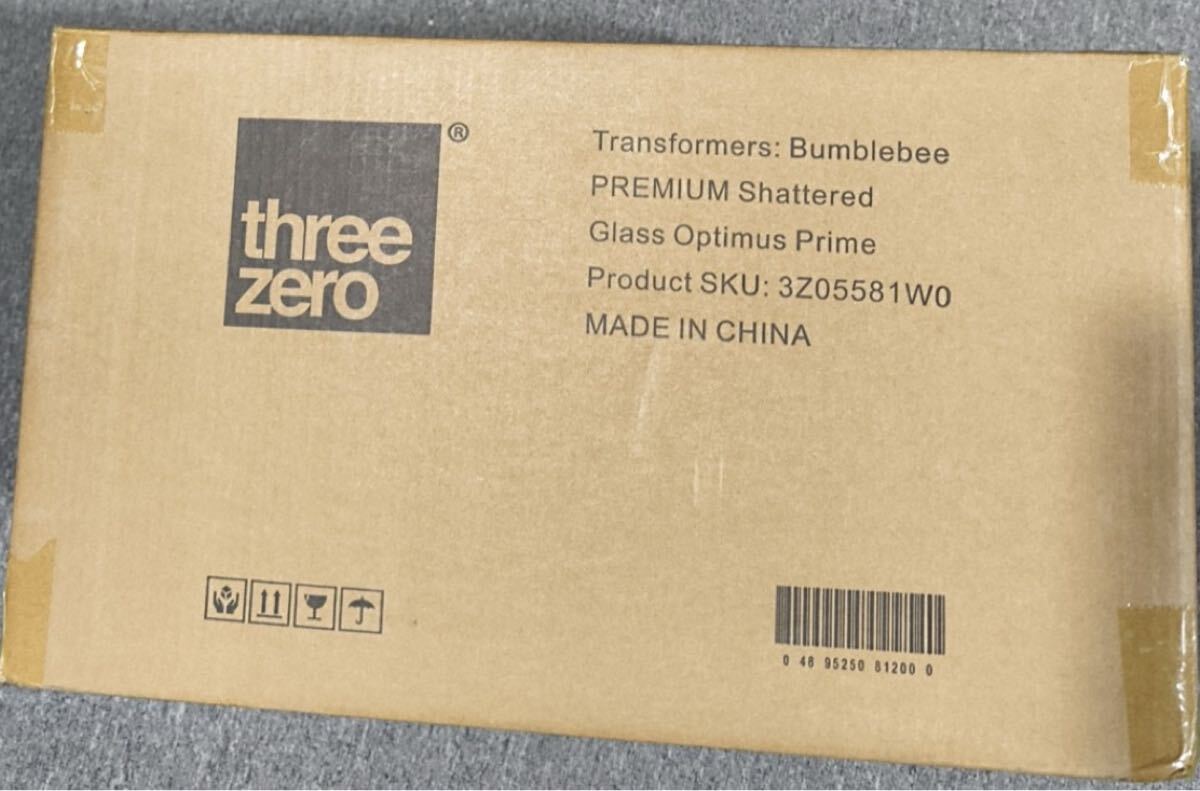 three
zero
®
Transformers: Bumblebee
PREMIUM Shattered
Glass Optimus Prime
Product SKU: 3Z05581W0
MADE IN CHINA
0 48 95250 81200 0